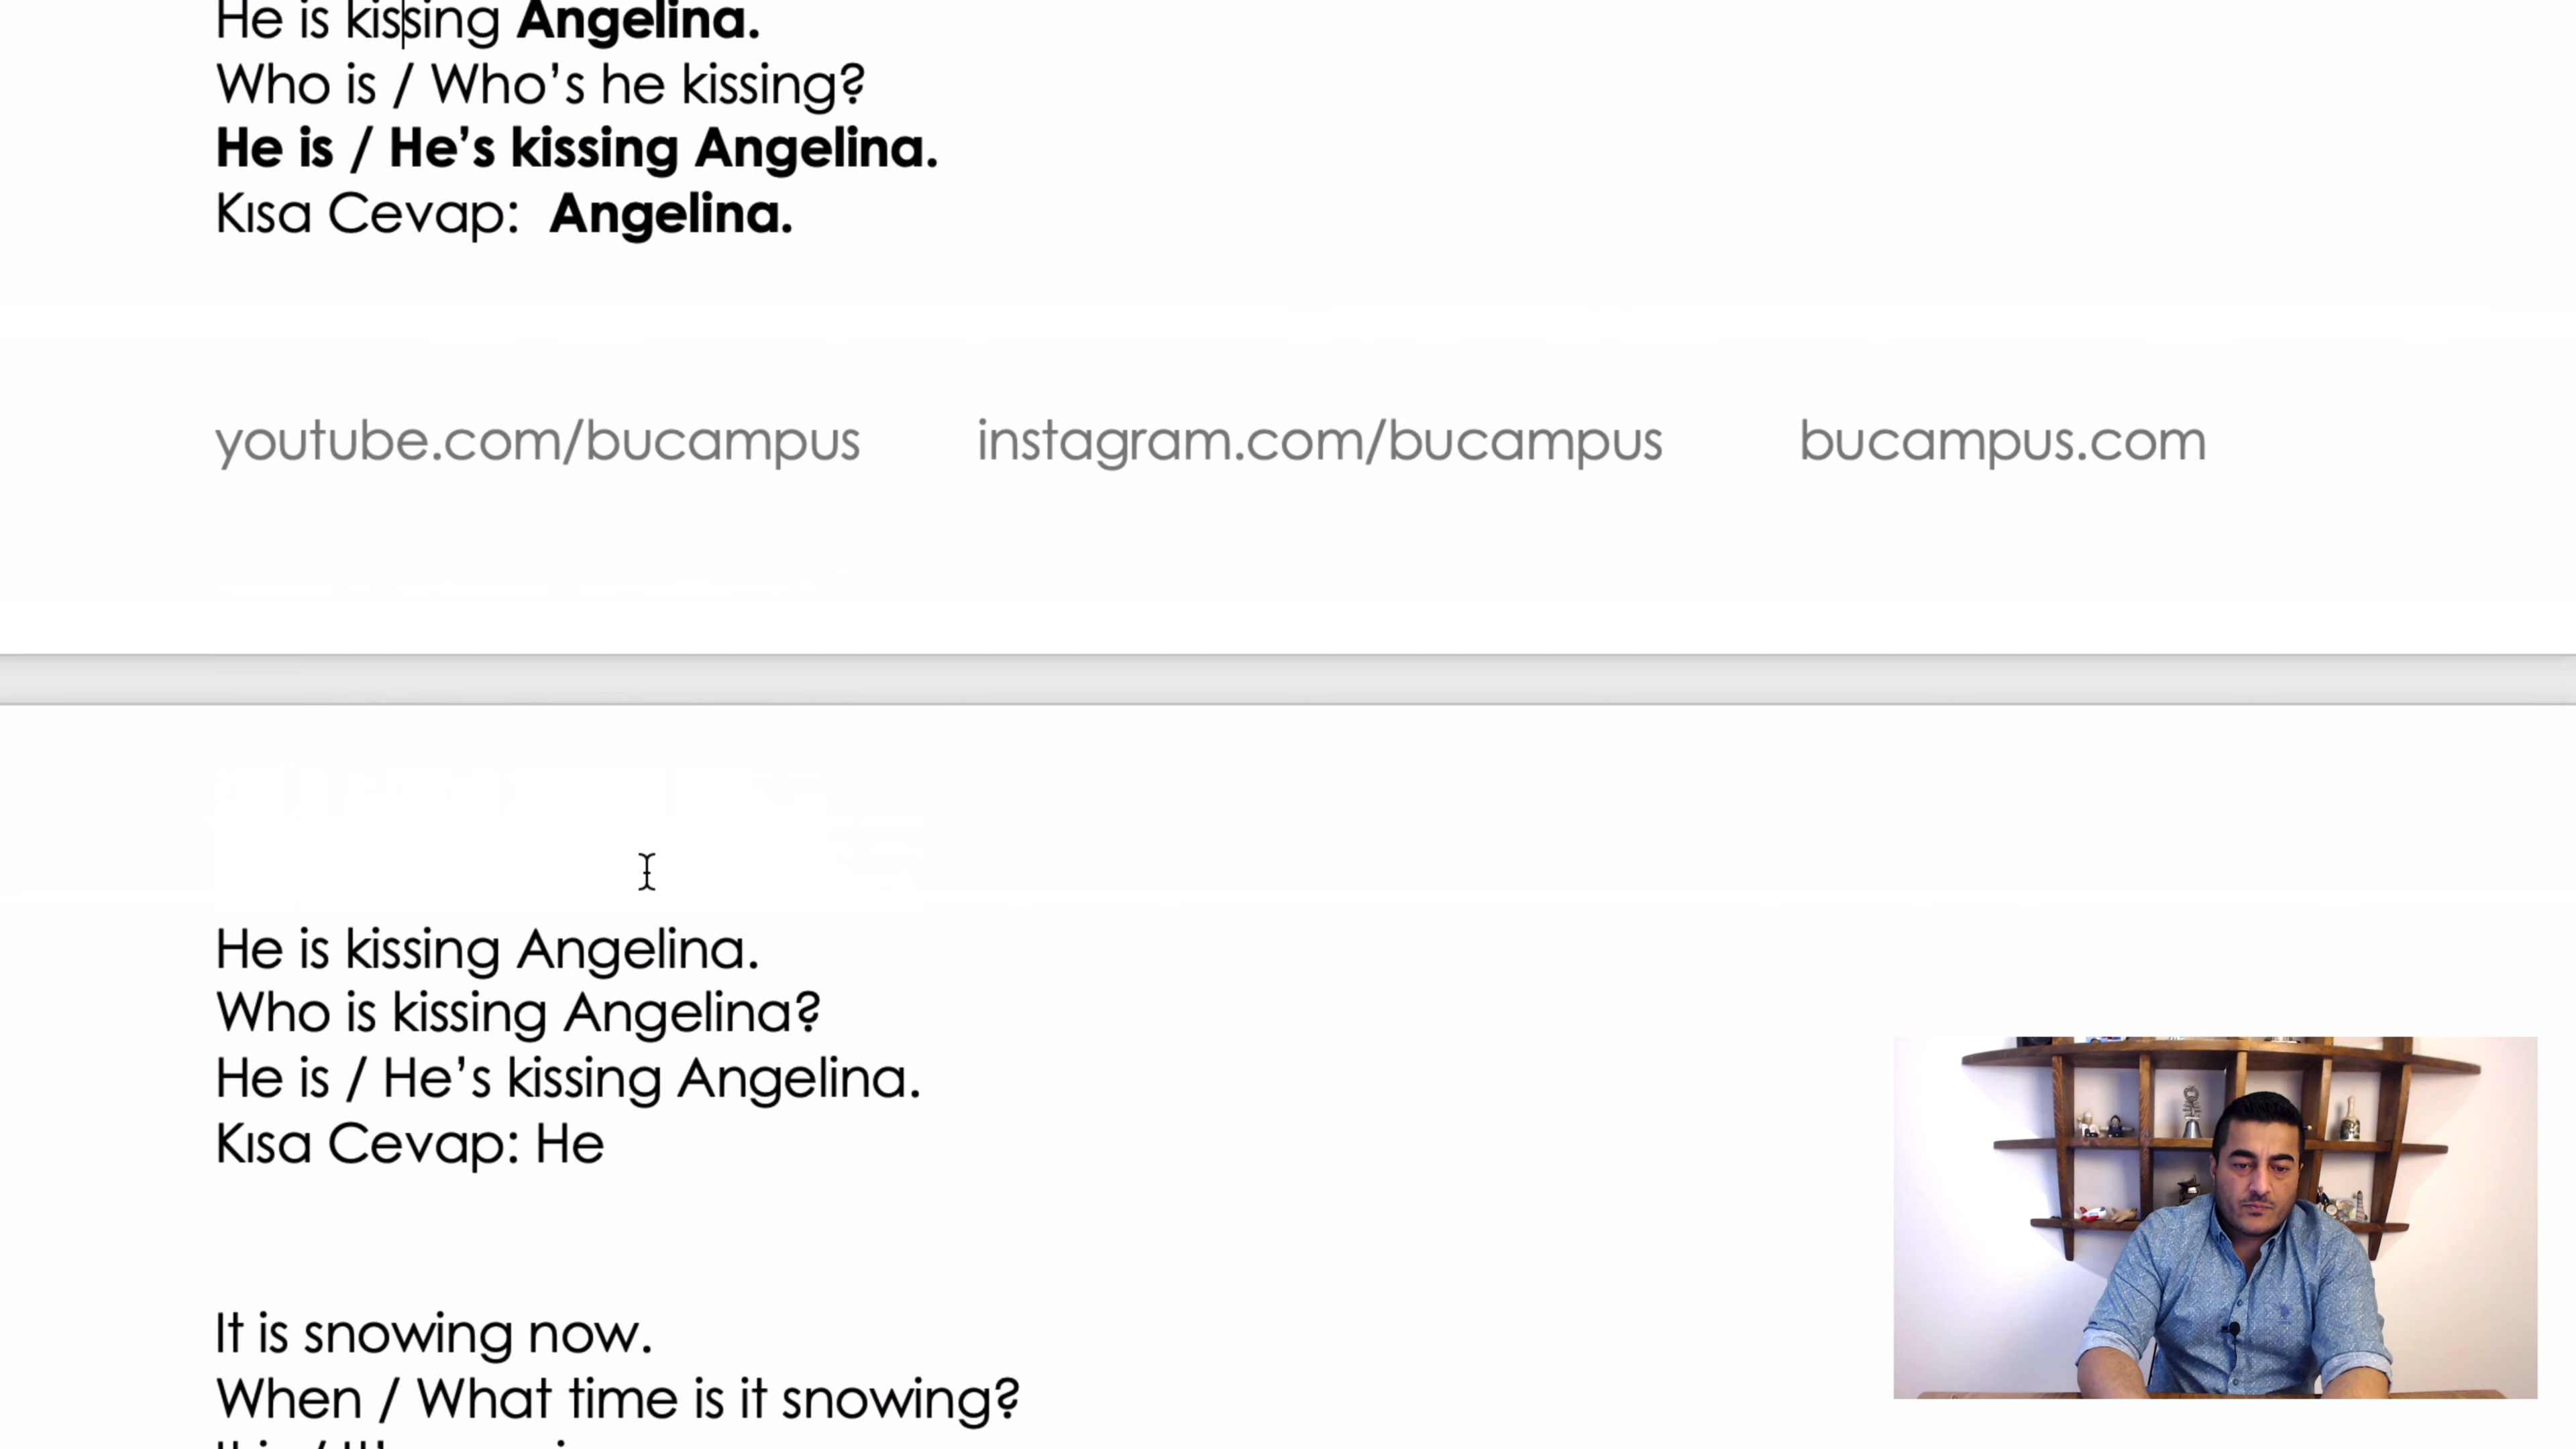 He is kissing Angelina.
Who is / Who's he kissing?
He is / He's kissing Angelina.
Kısa Cevap: Angelina.
youtube.com/bucampus instagram.com/bucampus bucampus.com
He is kissing Angelina.
Who is kissing Angelina?
He is / He's kissing Angelina.
Kısa Cevap: He
It is snowing now.
When / What time is it snowing?